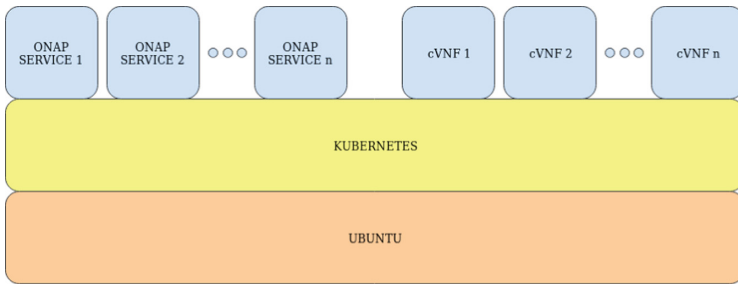 ONAP
SERVICE 1
ONAP
SERVICE 2
ONAP
SERVICE n
cVNF 1
cVNF 2
cVNF n
KUBERNETES
UBUNTU